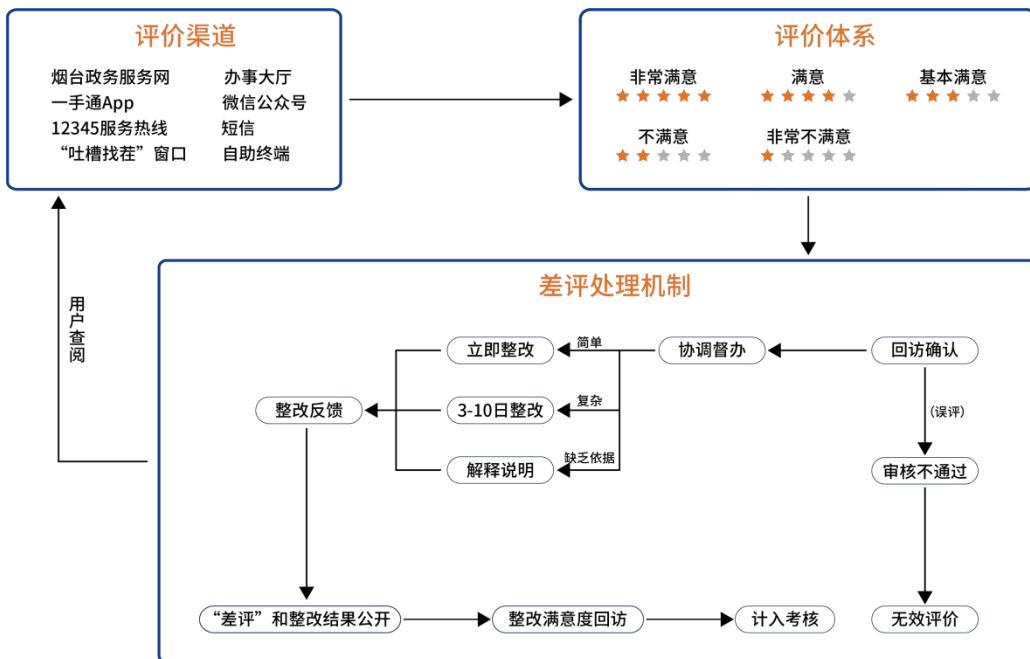 评价渠道
烟台政务服务网 办事大厅
一手通App 微信公众号
12345服务热线 短信
“吐槽找茬”窗口 自助终端
评价体系
非常满意 满意 基本满意
不满意 非常不满意
用户查阅
差评处理机制
立即整改 简单 协调督办 回访确认
整改反馈 3-10日整改 复杂 (误评)
解释说明 缺乏依据 审核不通过
“差评”和整改结果公开 整改满意度回访 计入考核 无效评价